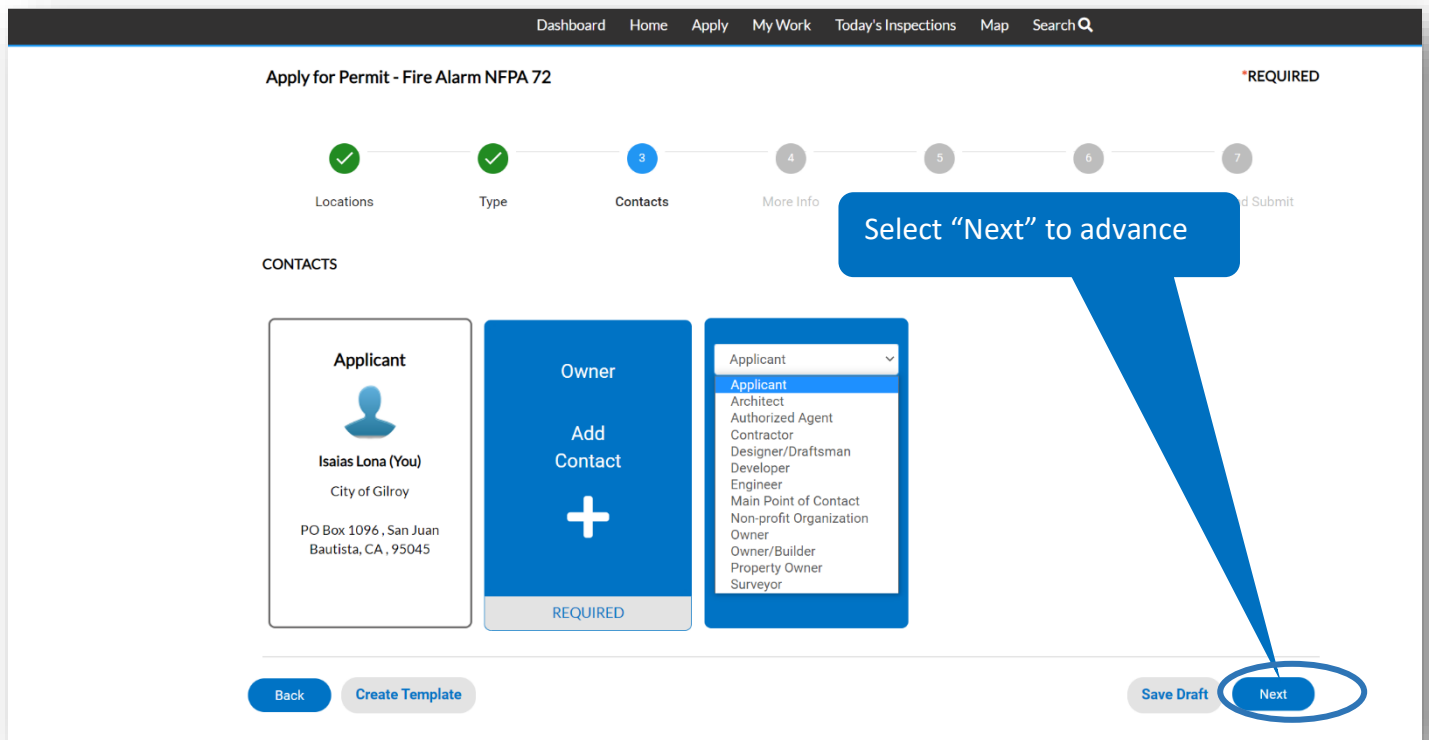 Dashboard Home Apply My Work Today's Inspections Map Search
Apply for Permit - Fire Alarm NFPA 72
*REQUIRED
3 4 5 6 7
Locations Type Contacts More Info
Submit
Select “Next” to advance
CONTACTS
Applicant
Isaias Lona (You)
City of Gilroy
PO Box 1096 , San Juan
Bautista, CA , 95045
Owner
Add
Contact
REQUIRED
Applicant
Applicant
Architect
Authorized Agent
Contractor
Designer/Draftsman
Developer
Engineer
Main Point of Contact
Non-profit Organization
Owner
Owner/Builder
Property Owner
Surveyor
Back Create Template Save Draft Next